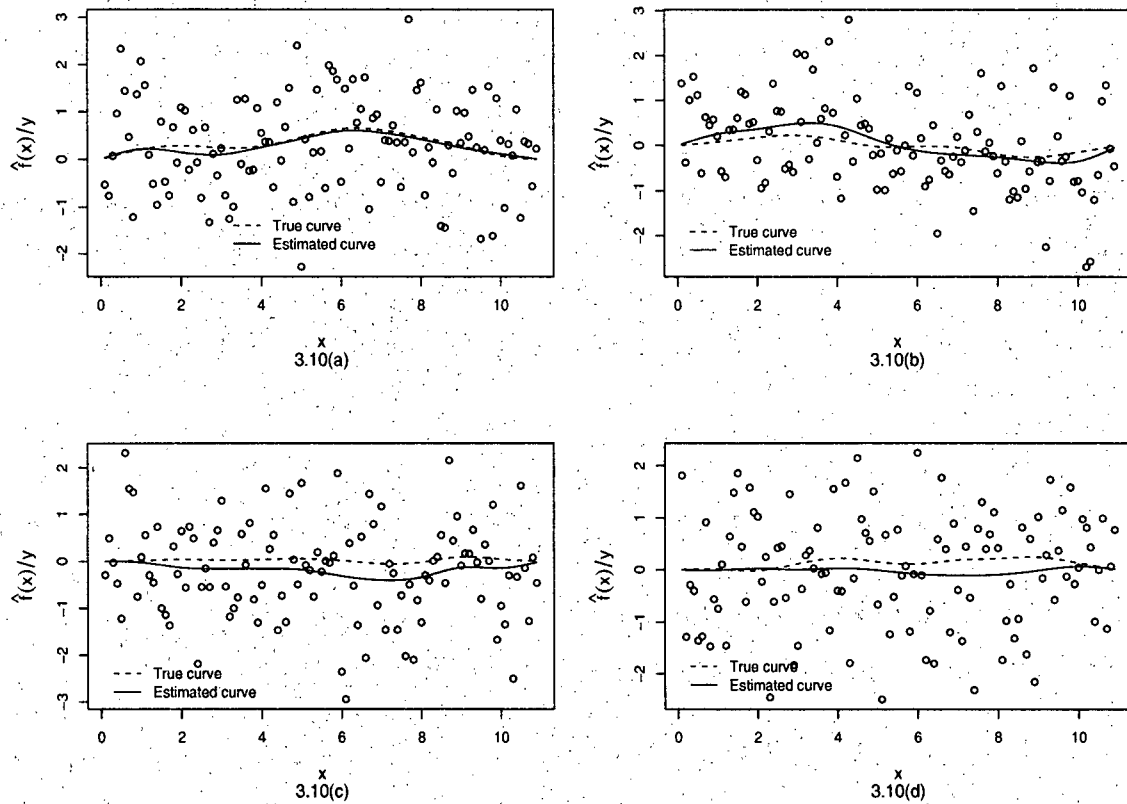 f̂(x)/y
3
2
1
0
-1
-2
True curve
Estimated curve
0 2 4 6 8 10
x
3.10(a)
f̂(x)/y
3
2
1
0
-1
-2
True curve
Estimated curve
0 2 4 6 8 10
x
3.10(b)
f̂(x)/y
2
1
0
-1
-2
-3
True curve
Estimated curve
0 2 4 6 8 10
x
3.10(c)
f̂(x)/y
2
1
0
-1
-2
True curve
Estimated curve
0 2 4 6 8 10
x
3.10(d)